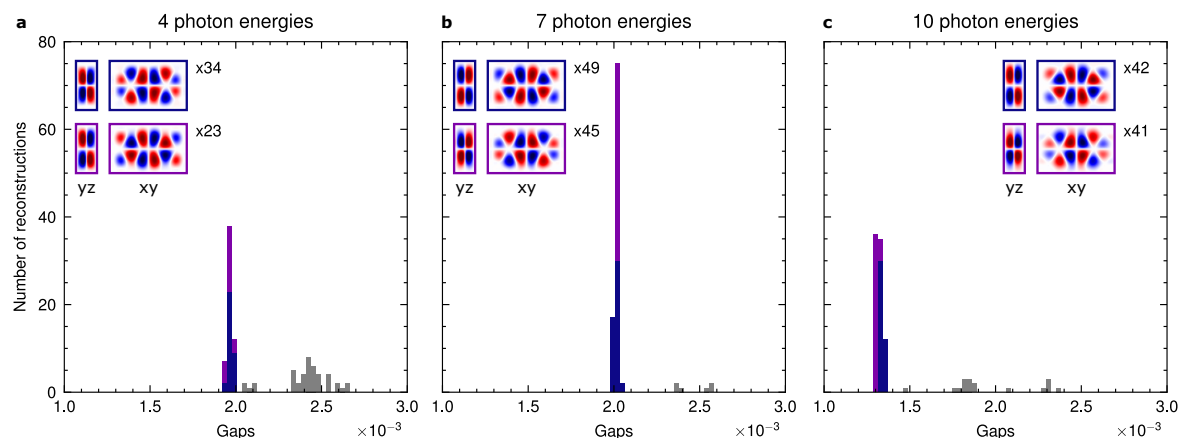 a 4 photon energies
b 7 photon energies
c 10 photon energies
Number of reconstructions
80
60
40
20
0
x34
x23
yz xy
1.0 1.5 2.0 2.5 3.0
Gaps ×10⁻³
x49
x45
yz xy
1.0 1.5 2.0 2.5 3.0
Gaps ×10⁻³
x42
x41
yz xy
1.0 1.5 2.0 2.5 3.0
Gaps ×10⁻³